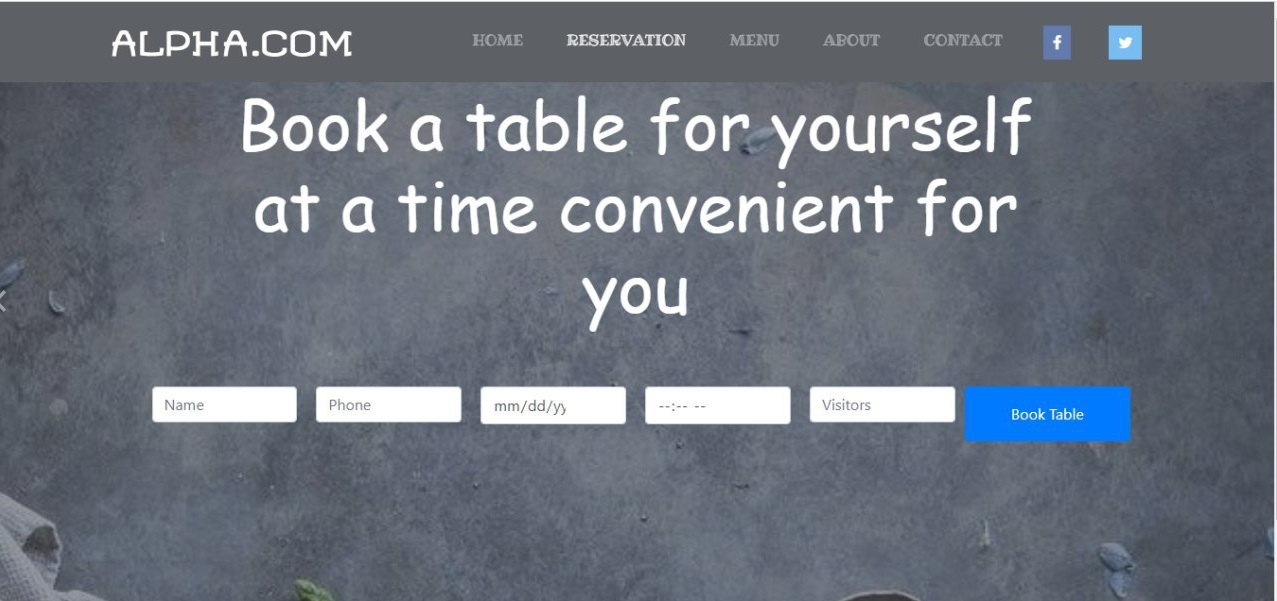 ALPHA.COM HOME RESERVATION MENU ABOUT CONTACT
Book a table for yourself
at a time convenient for
you
Name Phone mm/dd/yy --:-- -- Visitors Book Table